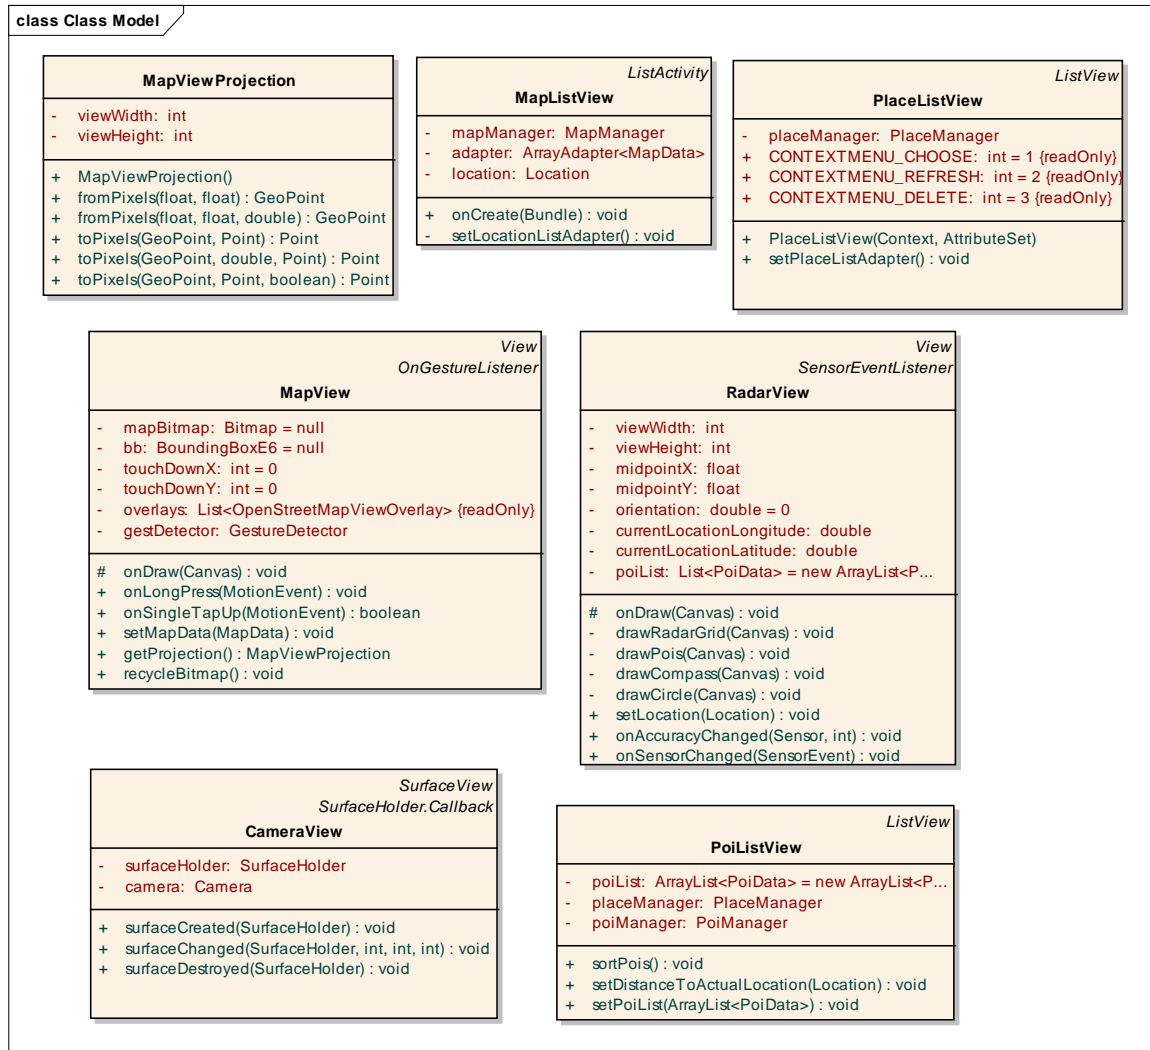 class Class Model
MapViewProjection
- viewWidth: int
- viewHeight: int
+ MapViewProjection()
+ fromPixels(float, float) : GeoPoint
+ fromPixels(float, float, double) : GeoPoint
+ toPixels(GeoPoint, Point) : Point
+ toPixels(GeoPoint, double, Point) : Point
+ toPixels(GeoPoint, Point, boolean) : Point
ListActivity
MapListView
- mapManager: MapManager
- adapter: ArrayAdapter<MapData>
- location: Location
+ onCreate(Bundle) : void
- setLocationListAdapter() : void
ListView
PlaceListView
- placeManager: PlaceManager
+ CONTEXTMENU_CHOOSE: int = 1 {readOnly}
+ CONTEXTMENU_REFRESH: int = 2 {readOnly}
+ CONTEXTMENU_DELETE: int = 3 {readOnly}
+ PlaceListView(Context, AttributeSet)
+ setPlaceListAdapter() : void
View
OnGestureListener
MapView
- mapBitmap: Bitmap = null
- bb: BoundingBoxE6 = null
- touchDownX: int = 0
- touchDownY: int = 0
- overlays: List<OpenStreetMapViewOverlay> {readOnly}
- gestDetector: GestureDetector
# onDraw(Canvas) : void
+ onLongPress(MotionEvent) : void
+ onSingleTapUp(MotionEvent) : boolean
+ setMapData(MapData) : void
+ getProjection() : MapViewProjection
+ recycleBitmap() : void
View
SensorEventListener
RadarView
- viewWidth: int
- viewHeight: int
- midpointX: float
- midpointY: float
- orientation: double = 0
- currentLocationLongitude: double
- currentLocationLatitude: double
- poiList: List<PoiData> = new ArrayList<P...
# onDraw(Canvas) : void
- drawRadarGrid(Canvas) : void
- drawPois(Canvas) : void
- drawCompass(Canvas) : void
- drawCircle(Canvas) : void
+ setLocation(Location) : void
+ onAccuracyChanged(Sensor, int) : void
+ onSensorChanged(SensorEvent) : void
SurfaceView
SurfaceHolder.Callback
CameraView
- surfaceHolder: SurfaceHolder
- camera: Camera
+ surfaceCreated(SurfaceHolder) : void
+ surfaceChanged(SurfaceHolder, int, int, int) : void
+ surfaceDestroyed(SurfaceHolder) : void
ListView
PoiListView
- poiList: ArrayList<PoiData> = new ArrayList<P...
- placeManager: PlaceManager
- poiManager: PoiManager
+ sortPois() : void
+ setDistanceToActualLocation(Location) : void
+ setPoiList(ArrayList<PoiData>) : void